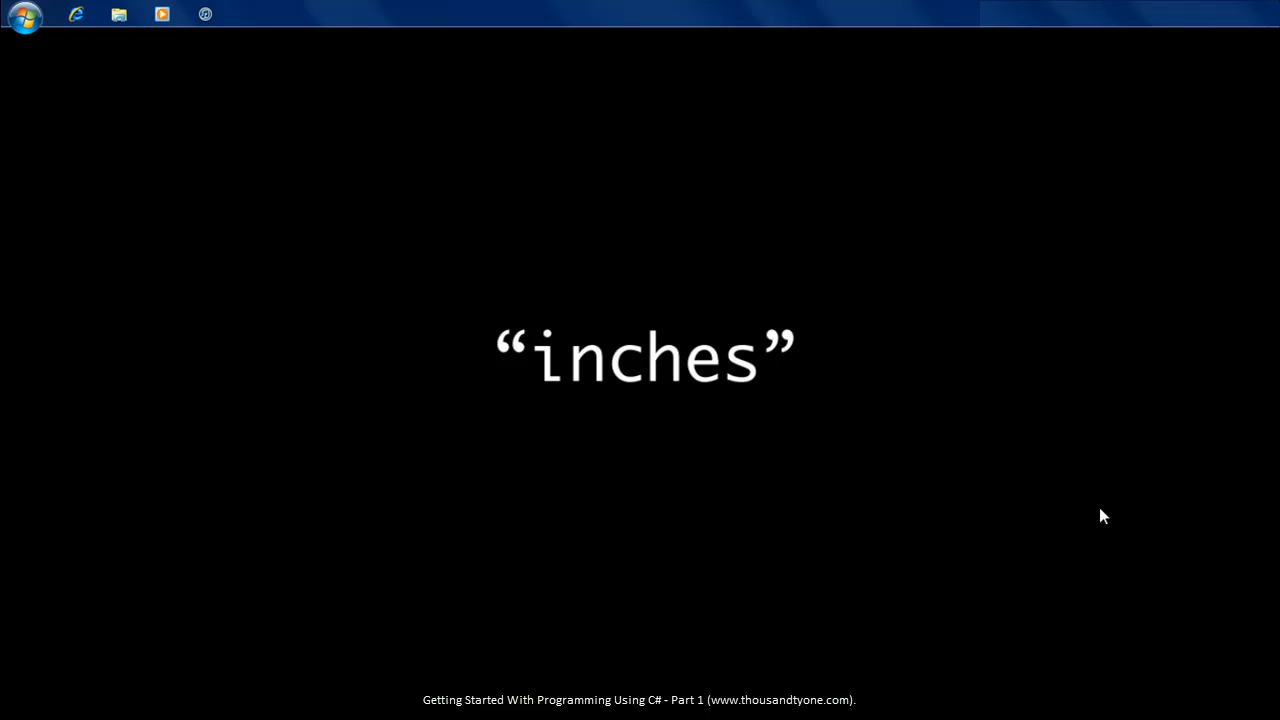 “inches”
Getting Started With Programming Using C# - Part 1 (www.thousandtyone.com).